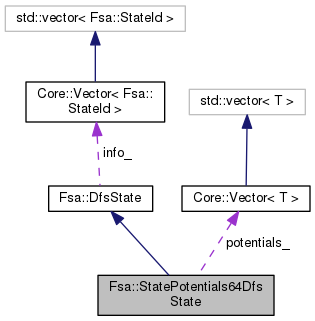 std::vector< Fsa::StateId >
Core::Vector< Fsa::
StateId >
std::vector< T >
info_
Fsa::DfsState
Core::Vector< T >
potentials_
Fsa::StatePotentials64Dfs
State